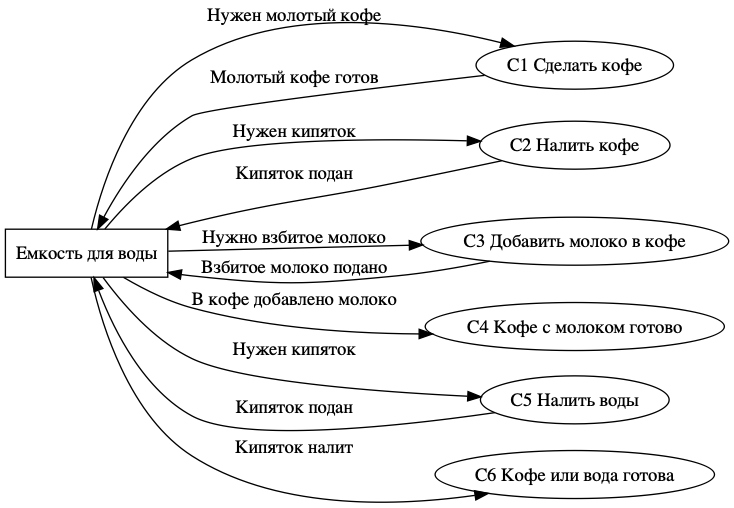 Нужен молотый кофе
С1 Сделать кофе
Молотый кофе готов
Нужен кипяток
С2 Налить кофе
Кипяток подан
Емкость для воды
Нужно взбитое молоко
С3 Добавить молоко в кофе
Взбитое молоко подано
В кофе добавлено молоко
С4 Кофе с молоком готово
Нужен кипяток
С5 Налить воды
Кипяток подан
Кипяток налит
С6 Кофе или вода готова